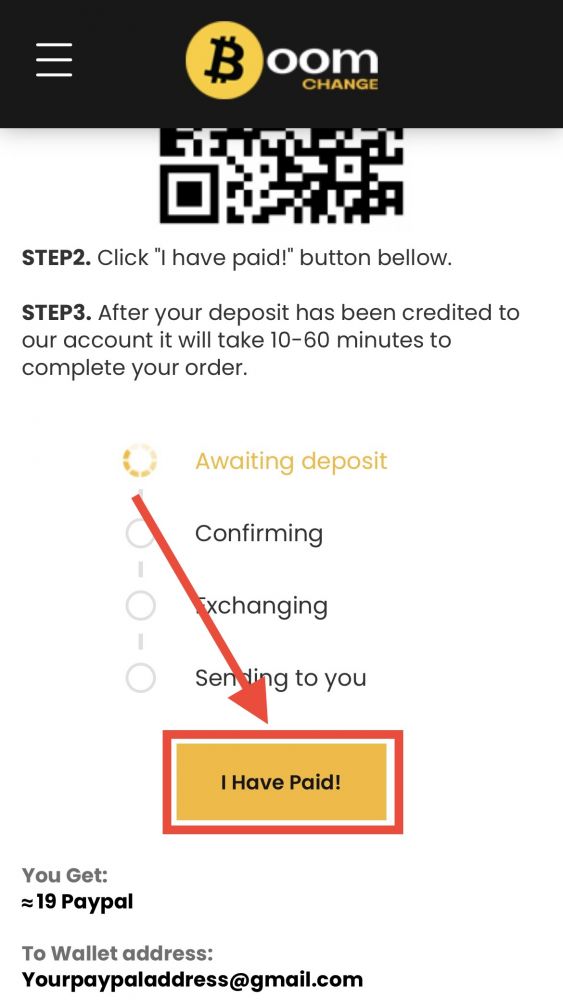 Boom
CHANGE
STEP2. Click "I have paid!" button bellow.
STEP3. After your deposit has been credited to
our account it will take 10-60 minutes to
complete your order.
Awaiting deposit
Confirming
Exchanging
Sending to you
I Have Paid!
You Get:
≈19 Paypal
To Wallet address:
Yourpaypaladdress@gmail.com